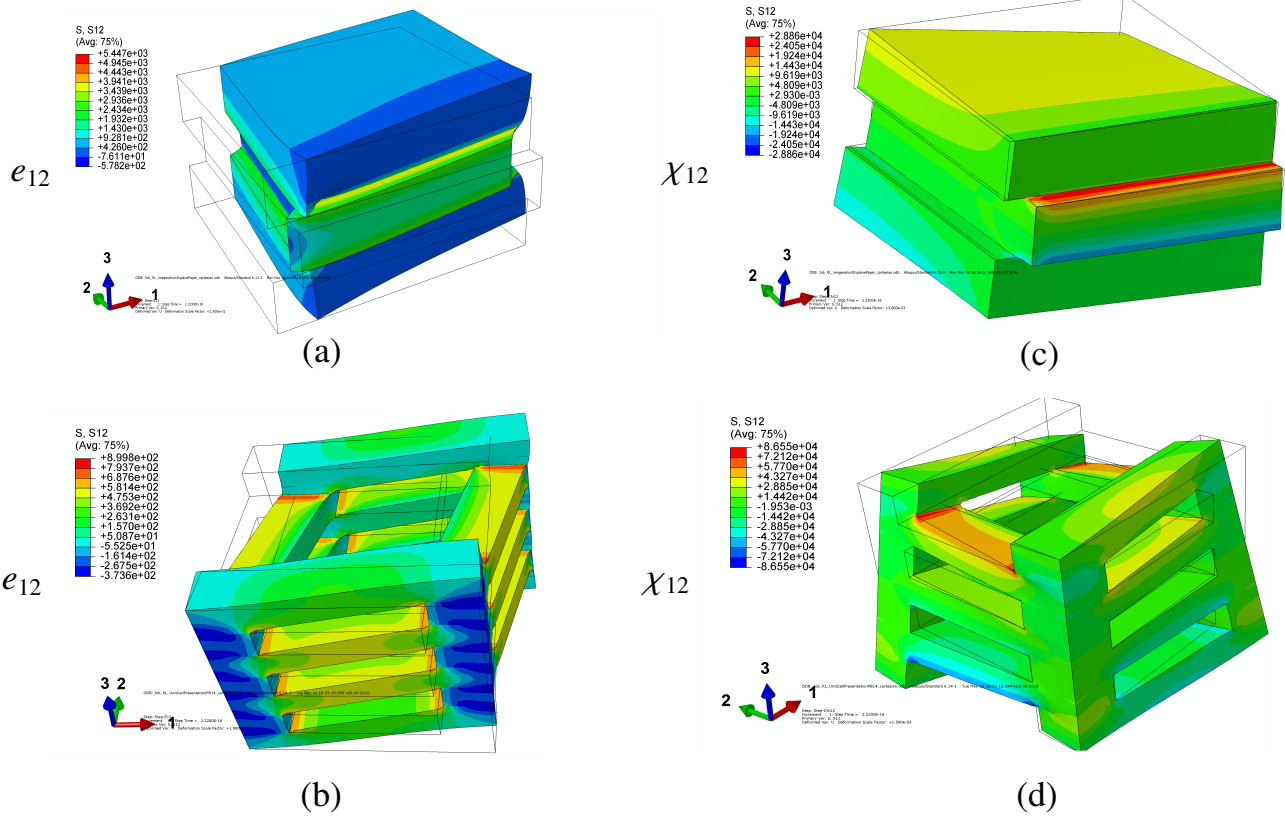 S, S12
(Avg: 75%)
+5.447e+03
+4.945e+03
+4.443e+03
+3.941e+03
+3.439e+03
+2.936e+03
+2.434e+03
+1.932e+03
+1.430e+03
+9.281e+02
+4.260e+02
-7.611e+01
-5.782e+02
e12
3
2
1
(a)
S, S12
(Avg: 75%)
+2.886e+04
+2.405e+04
+1.924e+04
+1.443e+04
+9.619e+03
+4.809e+03
+2.930e-03
-4.809e+03
-9.619e+03
-1.443e+04
-1.924e+04
-2.405e+04
-2.886e+04
χ12
3
2
1
(c)
S, S12
(Avg: 75%)
+8.998e+02
+7.937e+02
+6.876e+02
+5.814e+02
+4.753e+02
+3.692e+02
+2.631e+02
+1.570e+02
+5.087e+01
-5.525e+01
-1.614e+02
-2.675e+02
-3.736e+02
e12
3 2
1
(b)
S, S12
(Avg: 75%)
+8.655e+04
+7.212e+04
+5.770e+04
+4.327e+04
+2.885e+04
+1.442e+04
-1.953e-03
-1.442e+04
-2.885e+04
-4.327e+04
-5.770e+04
-7.212e+04
-8.655e+04
χ12
3
2
1
(d)